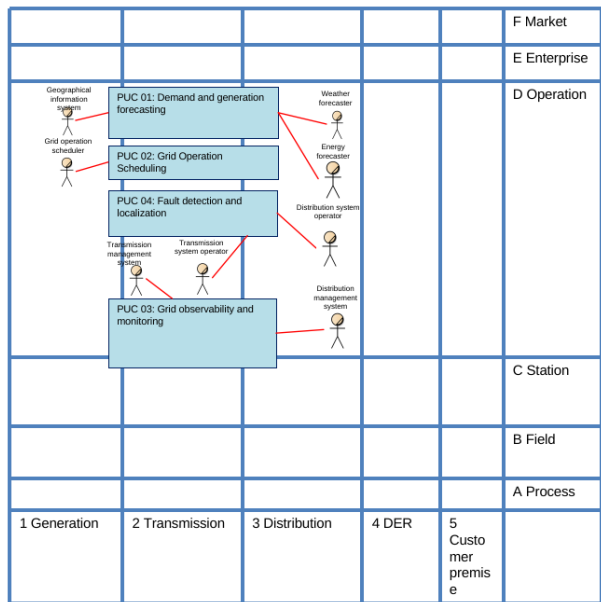 F Market
E Enterprise
D Operation
Geographical
information
system
PUC 01: Demand and generation
forecasting
Weather
forecaster
Grid operation
scheduler
PUC 02: Grid Operation
Scheduling
Energy
forecaster
PUC 04: Fault detection and
localization
Distribution system
operator
Transmission
management
system
Transmission
system operator
Distribution
management
system
PUC 03: Grid observability and
monitoring
C Station
B Field
A Process
1 Generation
2 Transmission
3 Distribution
4 DER
5
Custo
mer
premis
e